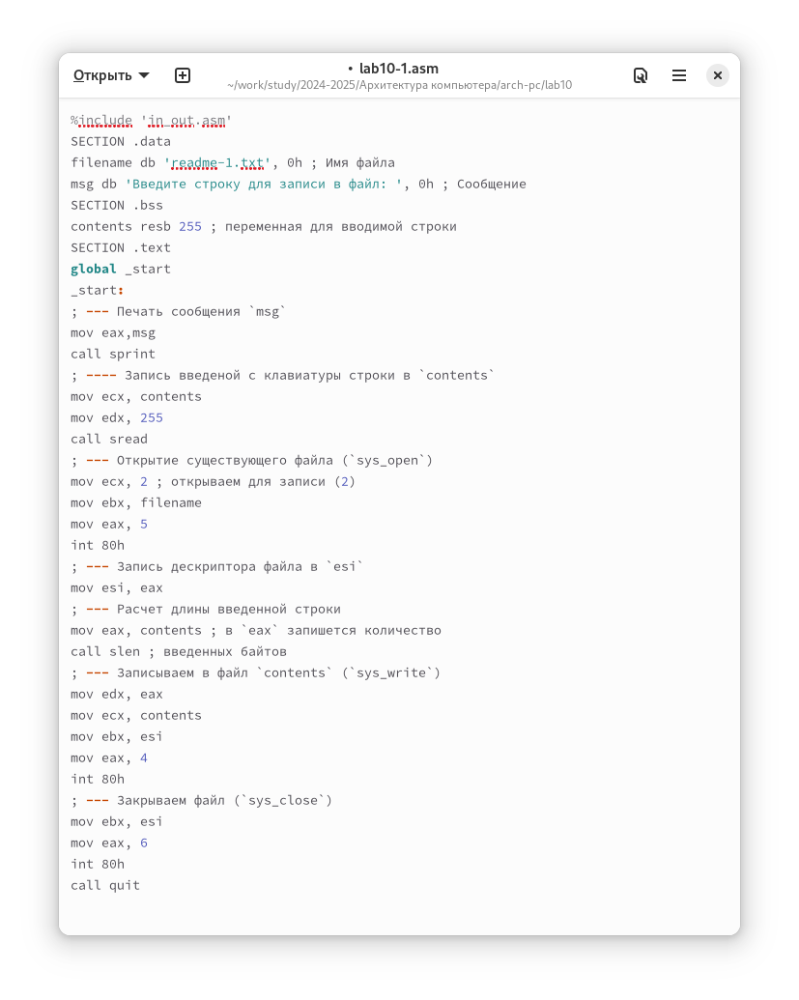 Открыть
• lab10-1.asm
~/work/study/2024-2025/Архитектура компьютера/arch-pc/lab10
%include 'in_out.asm'
SECTION .data
filename db 'readme-1.txt', 0h ; Имя файла
msg db 'Введите строку для записи в файл: ', 0h ; Сообщение
SECTION .bss
contents resb 255 ; переменная для вводимой строки
SECTION .text
global _start
_start:
; --- Печать сообщения `msg`
mov eax,msg
call sprint
; ---- Запись введеной с клавиатуры строки в `contents`
mov ecx, contents
mov edx, 255
call sread
; --- Открытие существующего файла (`sys_open`)
mov ecx, 2 ; открываем для записи (2)
mov ebx, filename
mov eax, 5
int 80h
; --- Запись дескриптора файла в `esi`
mov esi, eax
; --- Расчет длины введенной строки
mov eax, contents ; в `eax` запишется количество
call slen ; введенных байтов
; --- Записываем в файл `contents` (`sys_write`)
mov edx, eax
mov ecx, contents
mov ebx, esi
mov eax, 4
int 80h
; --- Закрываем файл (`sys_close`)
mov ebx, esi
mov eax, 6
int 80h
call quit